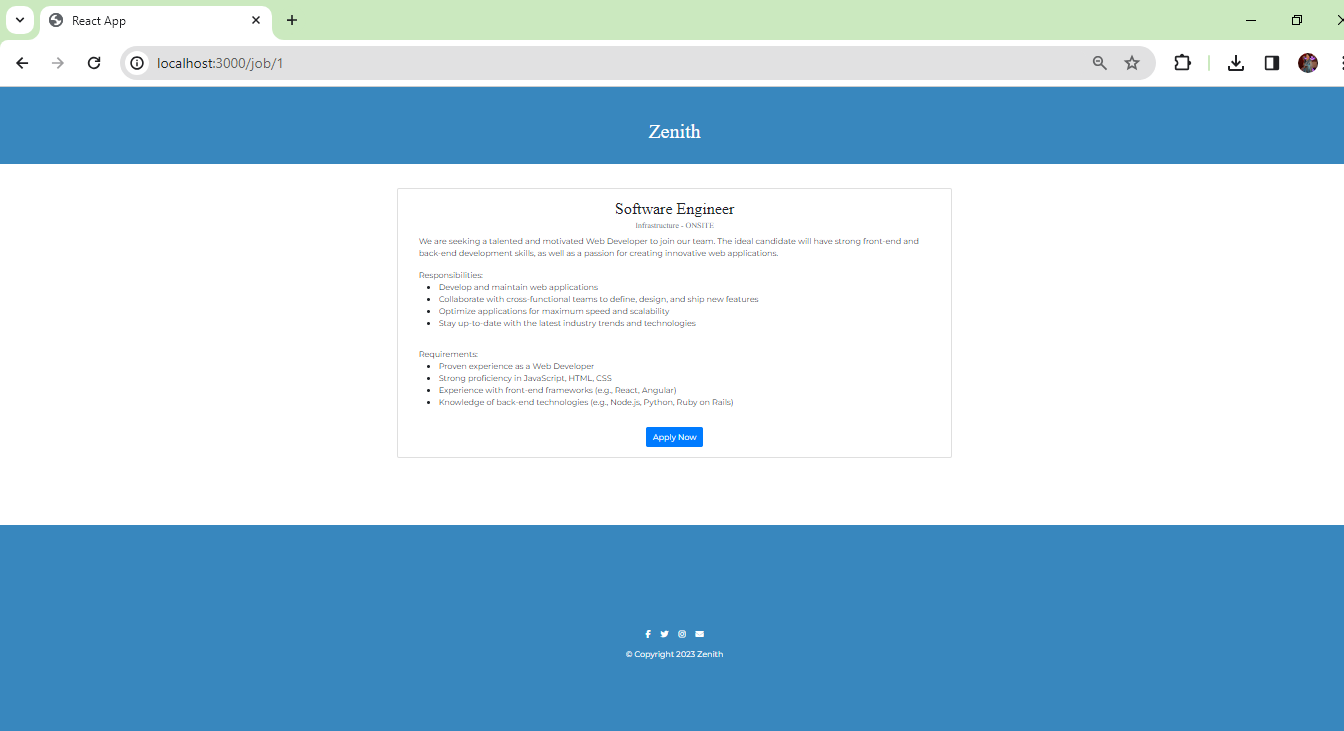 React App
localhost:3000/job/1
Zenith
Software Engineer
Infrastructure - ONSITE
We are seeking a talented and motivated Web Developer to join our team. The ideal candidate will have strong front-end and
back-end development skills, as well as a passion for creating innovative web applications.
Responsibilities:
Develop and maintain web applications
Collaborate with cross-functional teams to define, design, and ship new features
Optimize applications for maximum speed and scalability
Stay up-to-date with the latest industry trends and technologies
Requirements:
Proven experience as a Web Developer
Strong proficiency in JavaScript, HTML, CSS
Experience with front-end frameworks (e.g., React, Angular)
Knowledge of back-end technologies (e.g., Node.js, Python, Ruby on Rails)
Apply Now
© Copyright 2023 Zenith